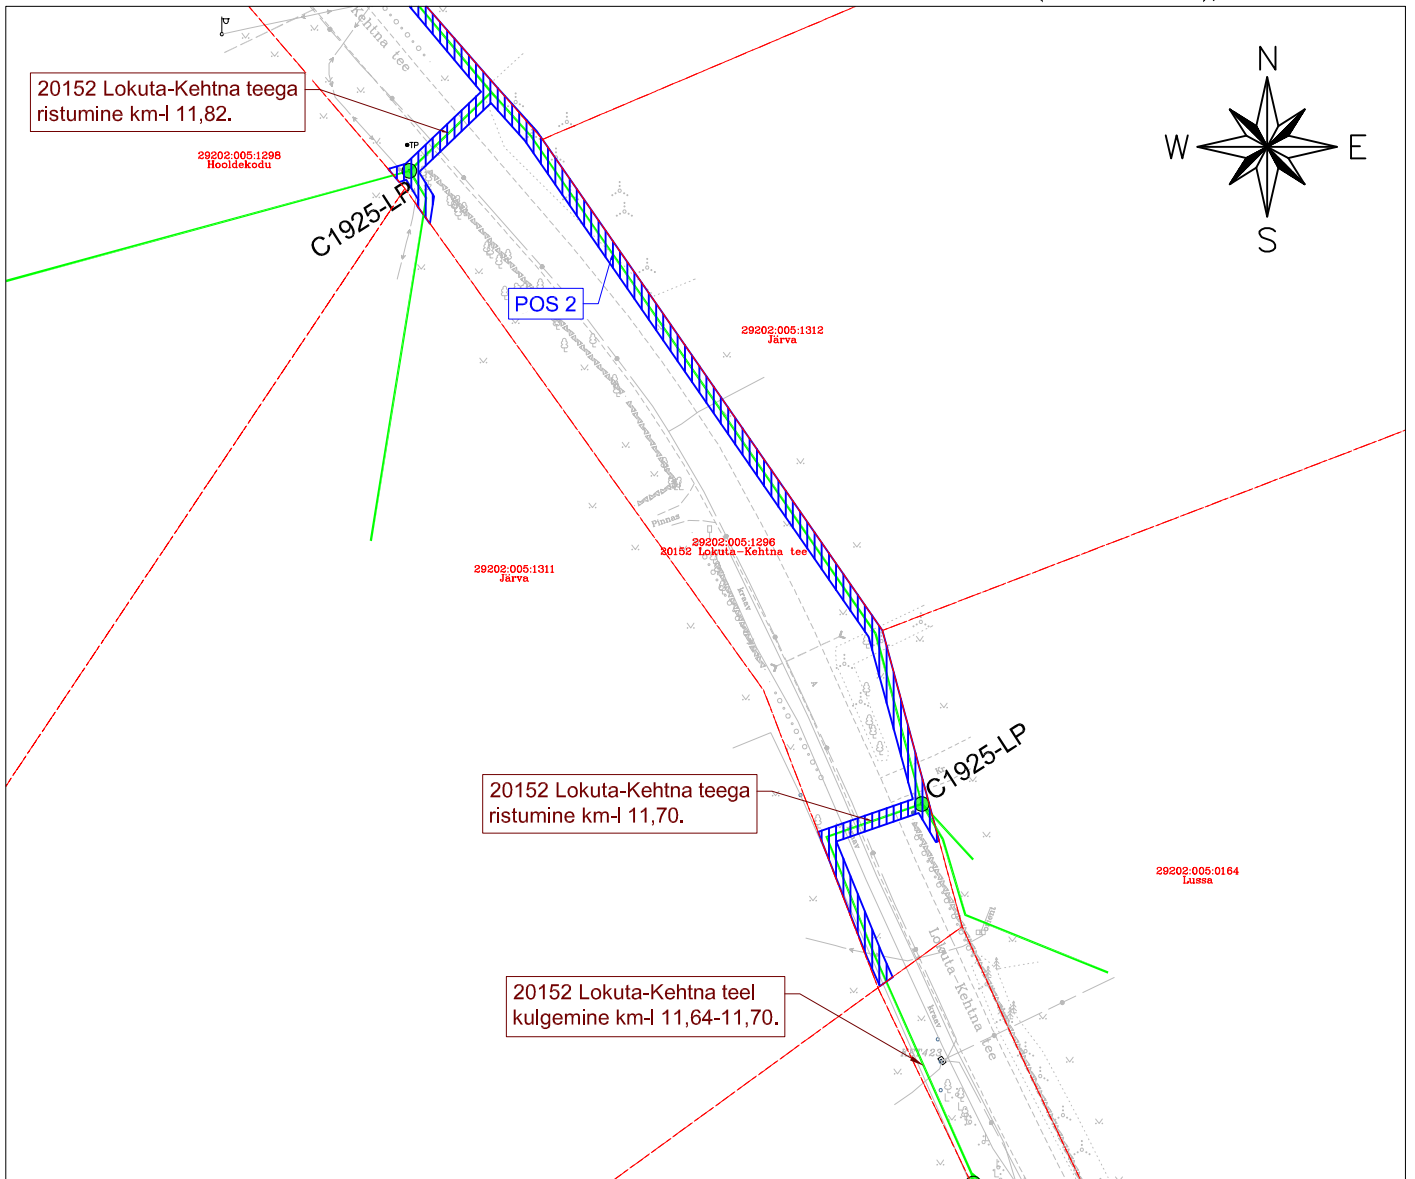 Kehtna tee
N
W
E
S
20152 Lokuta-Kehtna teega
ristumine km-l 11,82.
TP
29202:005:1298
Hooldekodu
C1925-LP
POS 2
29202:005:1312
Järva
Pinnas
29202:005:1296
20152 Lokuta-Kehtna tee
29202:005:1311
Järva
kraav
C1925-LP
20152 Lokuta-Kehtna teega
ristumine km-l 11,70.
29202:005:0164
Lussa
Lokuta-Kehtna tee
20152 Lokuta-Kehtna teel
kulgemine km-l 11,64-11,70.
kraav